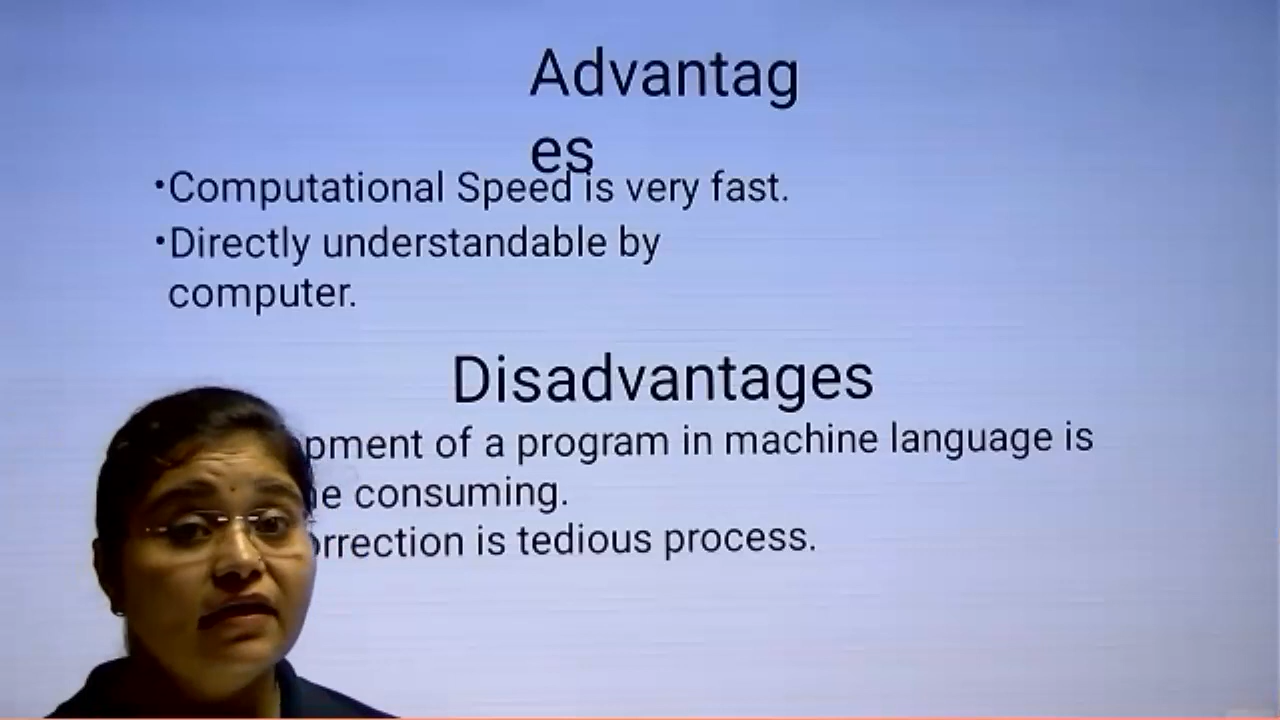 Advantag
es
•Computational Speed is very fast.
•Directly understandable by
computer.
Disadvantages
pment of a program in machine language is
e consuming.
rrection is tedious process.